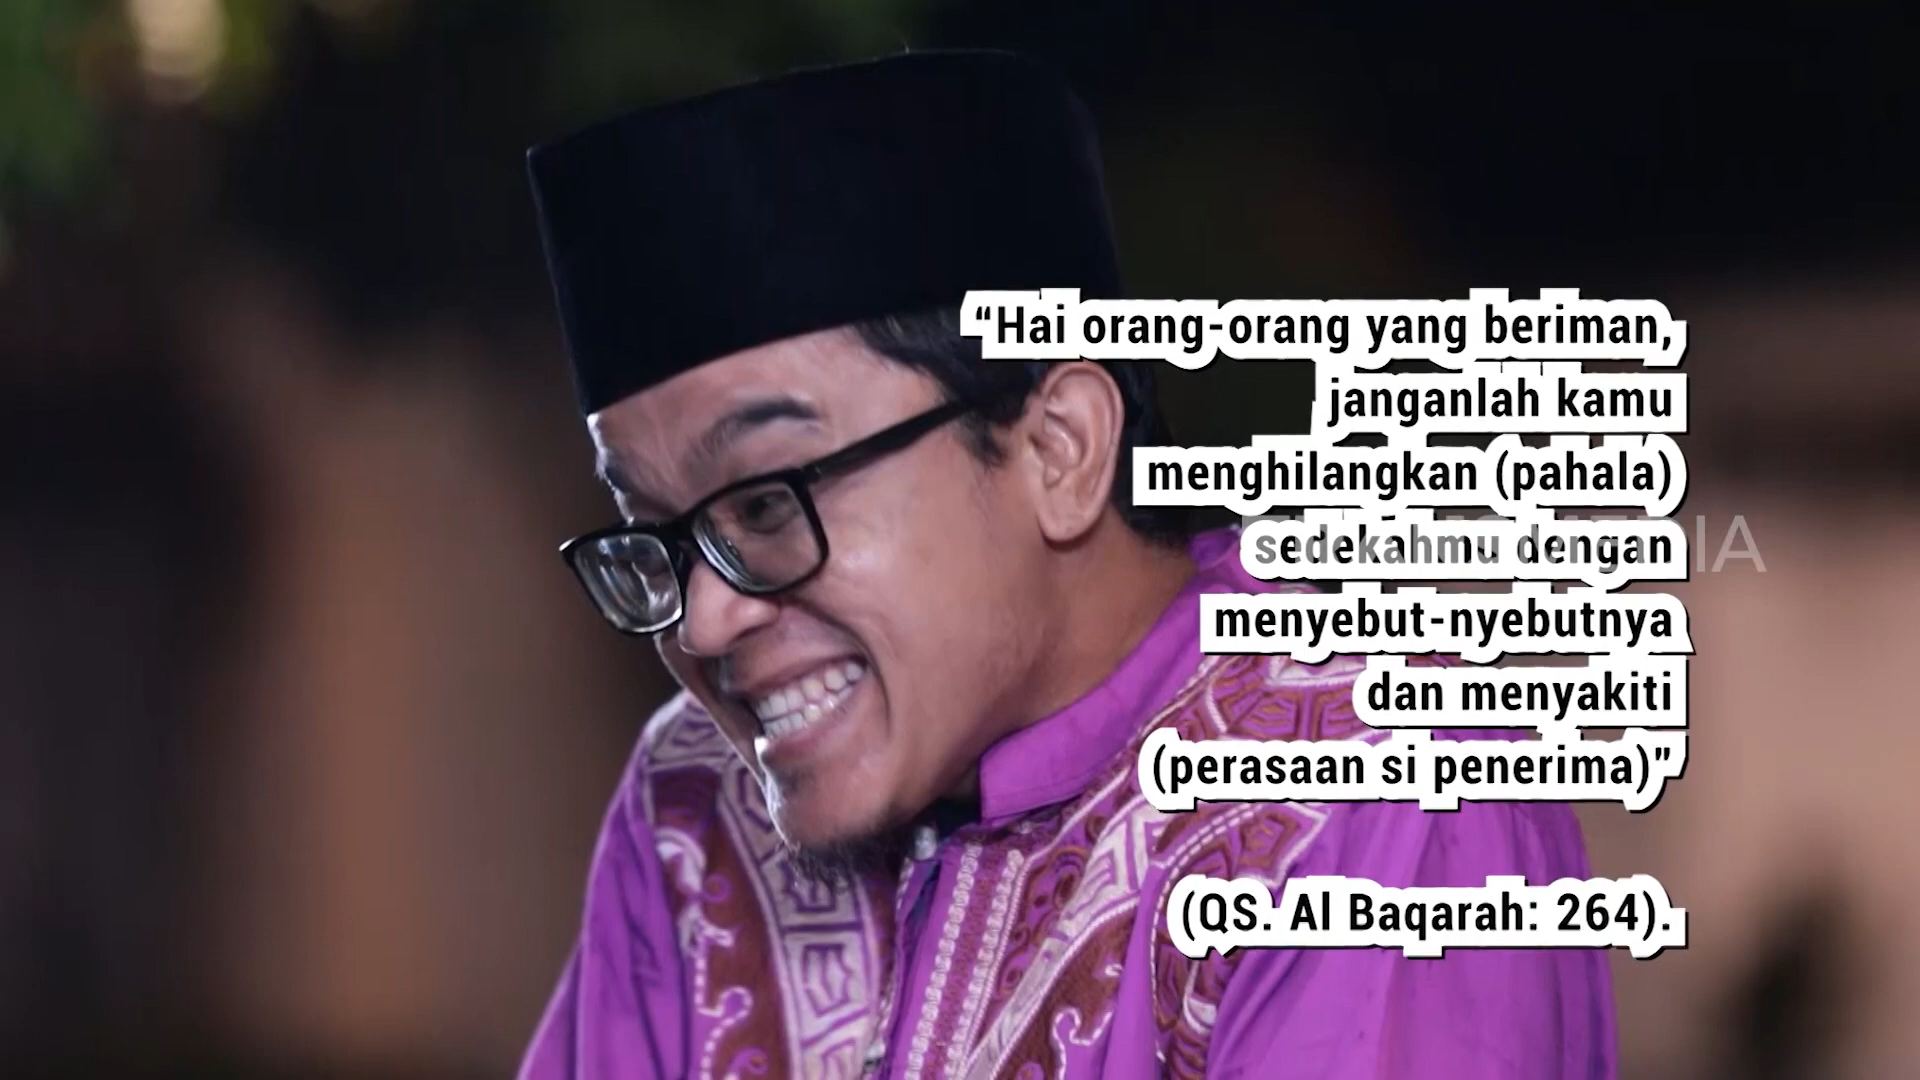 “Hai orang-orang yang beriman,
janganlah kamu
menghilangkan (pahala)
sedekahmu dengan
menyebut-nyebutnya
dan menyakiti
(perasaan si penerima)”
(QS. Al Baqarah: 264).